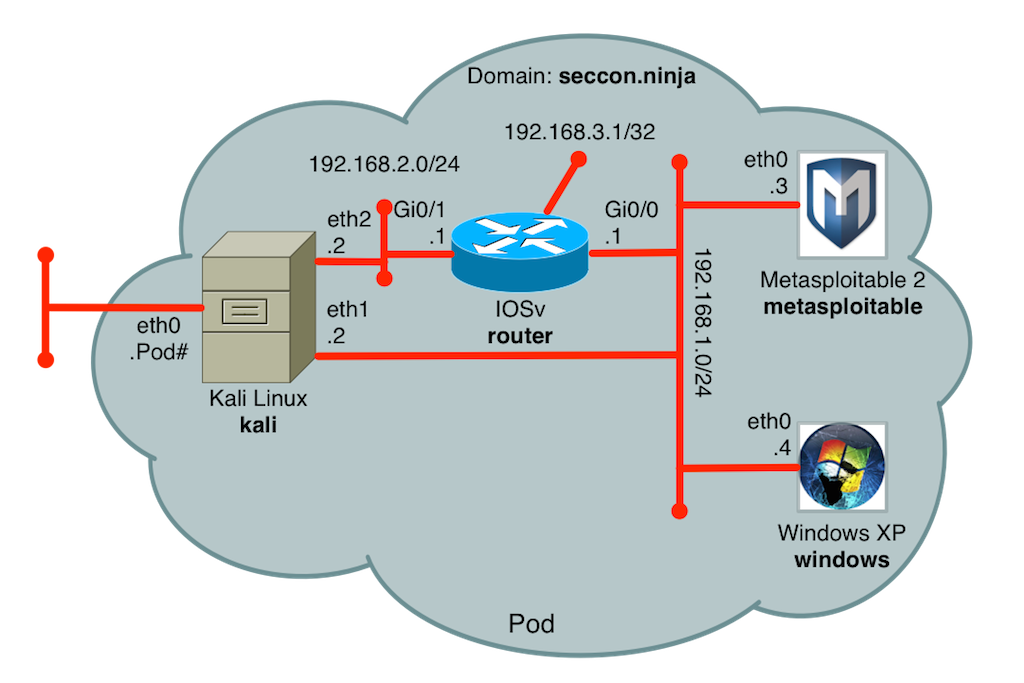 Domain: seccon.ninja
192.168.3.1/32
192.168.2.0/24
eth2
.2
Gi0/1
.1
Gi0/0
.1
eth0
.3
Metasploitable 2
metasploitable
IOSv
router
192.168.1.0/24
eth1
.2
eth0
.Pod#
Kali Linux
kali
eth0
.4
Windows XP
windows
Pod